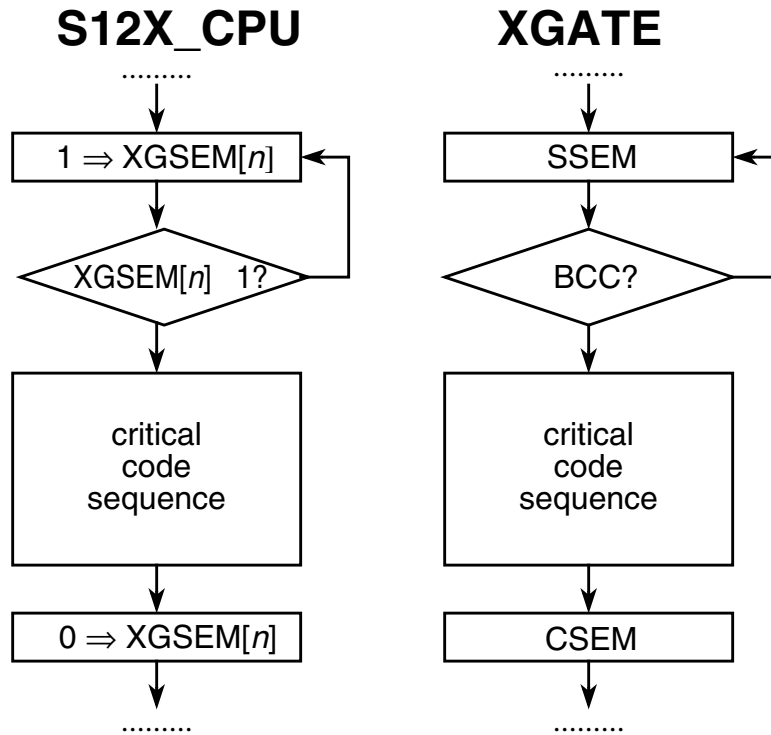 S12X_CPU
.........
1 ⇒ XGSEM[n]
XGSEM[n] 1?
critical
code
sequence
0 ⇒ XGSEM[n]
.........
XGATE
.........
SSEM
BCC?
critical
code
sequence
CSEM
.........